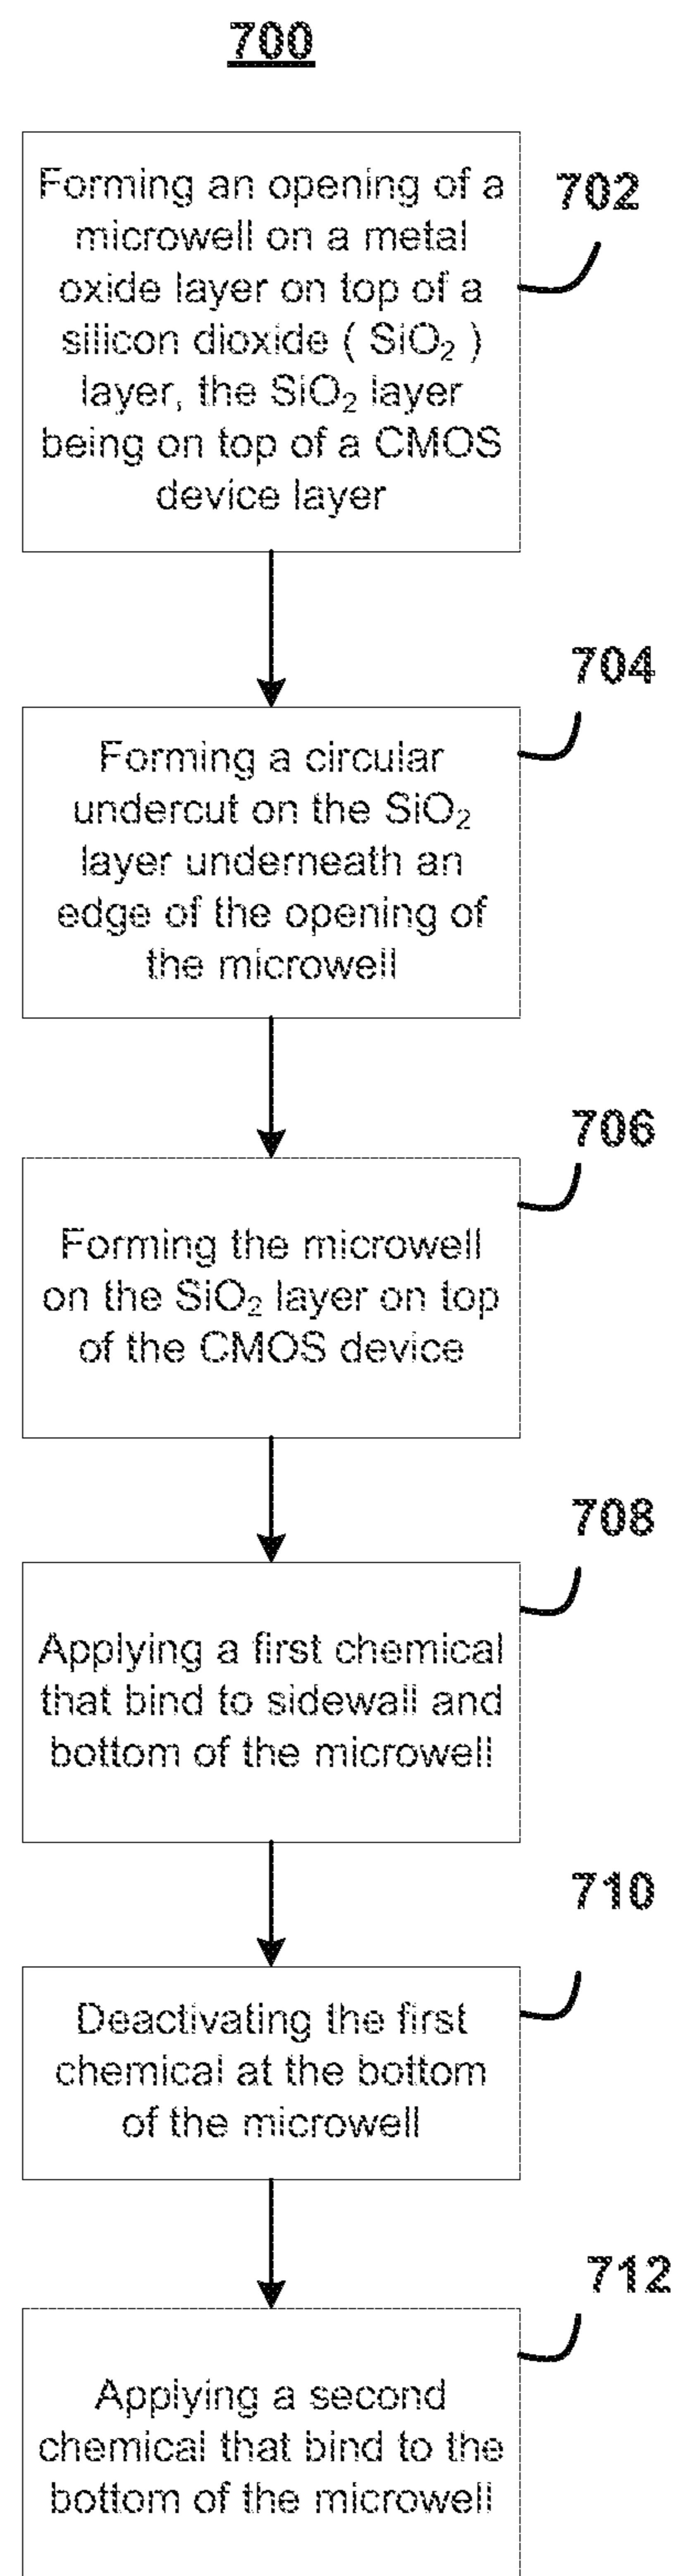 700
Forming an opening of a
702
microwell on a metal
oxide layer on top of a
silicon dioxide ( SiO₂ )
layer, the SiO₂ layer
being on top of a CMOS
device layer
704
Forming a circular
undercut on the SiO₂
layer underneath an
edge of the opening of
the microwell
706
Forming the microwell
on the SiO₂ layer on top
of the CMOS device
708
Applying a first chemical
that bind to sidewall and
bottom of the microwell
710
Deactivating the first
chemical at the bottom
of the microwell
712
Applying a second
chemical that bind to the
bottom of the microwell